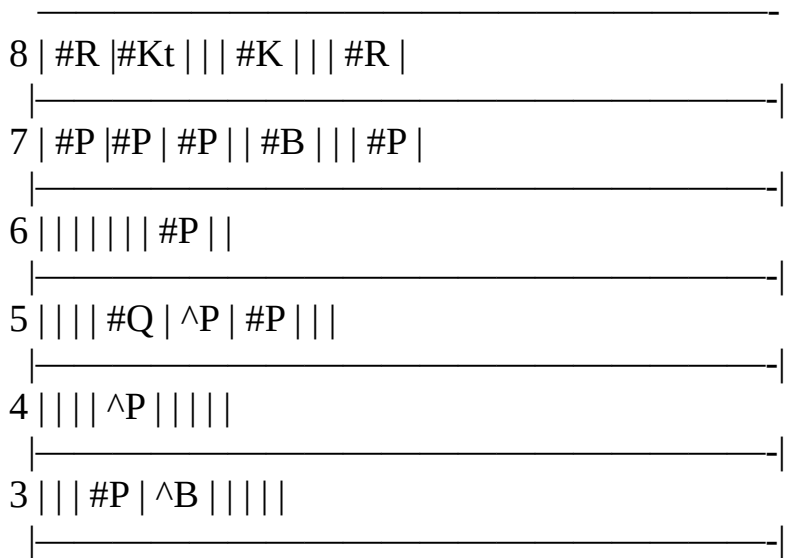 ————————————————————-
8 | #R |#Kt | | | #K | | | #R |
|————————————————————-|
7 | #P |#P | #P | | #B | | | #P |
|————————————————————-|
6 | | | | | | | #P | |
|————————————————————-|
5 | | | | #Q | ^P | #P | | |
|————————————————————-|
4 | | | | ^P | | | | |
|————————————————————-|
3 | | | #P | ^B | | | | |
|————————————————————-|